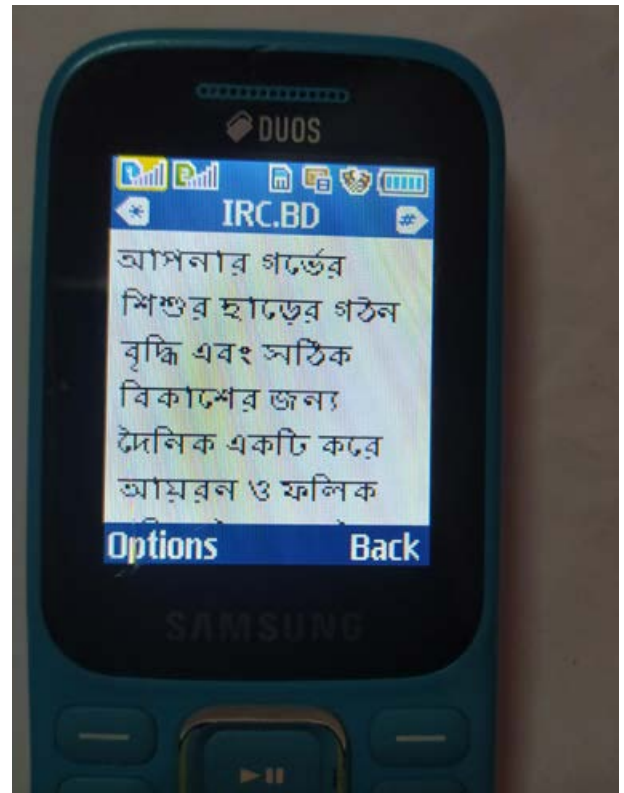 DUOS
IRC.BD
আপনার গর্ভের
শিশুর হাড়ের গঠন
বৃদ্ধি এবং সঠিক
বিকাশের জন্য
দৈনিক একটি করে
আয়রন ও ফলিক
Options Back
SAMSUNG